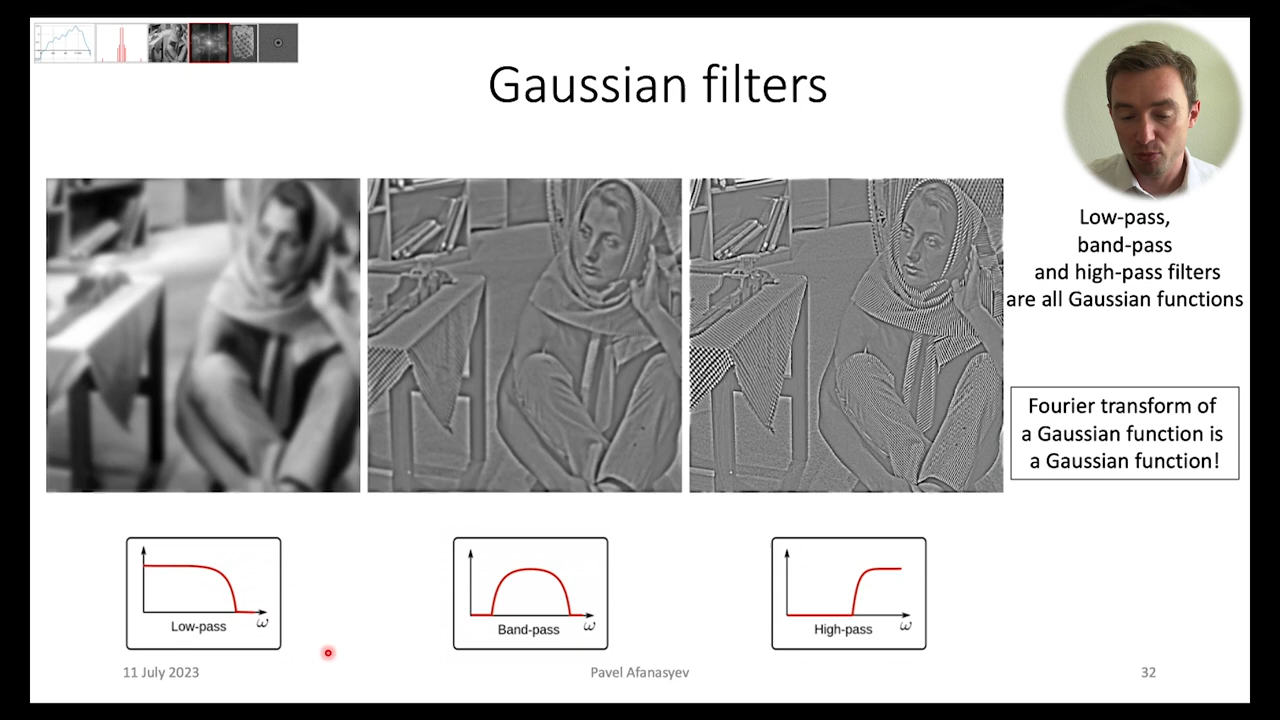 Gaussian filters
Low-pass,
band-pass
and high-pass filters
are all Gaussian functions
Fourier transform of
a Gaussian function is
a Gaussian function!
Low-pass
ω
Band-pass
ω
High-pass
ω
11 July 2023
Pavel Afanasyev
32